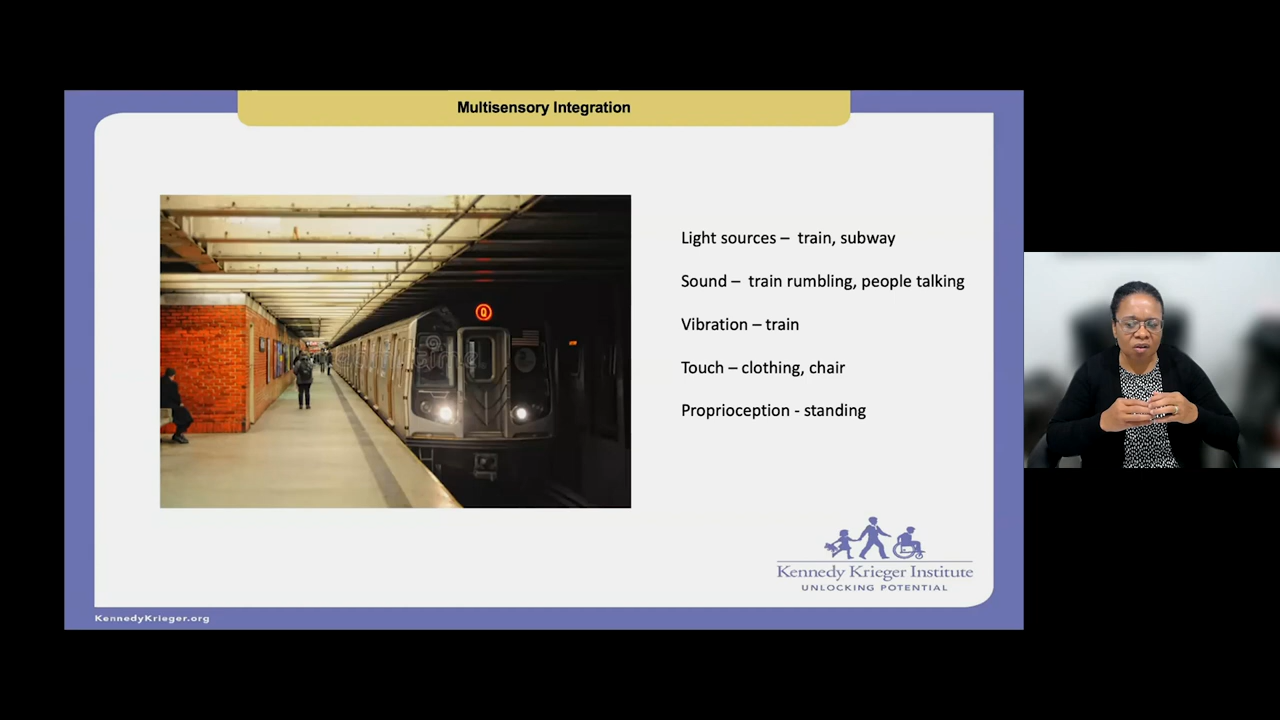 Multisensory Integration
Light sources – train, subway
Sound – train rumbling, people talking
Vibration – train
Touch – clothing, chair
Proprioception - standing
Q
Kennedy Krieger Institute
UNLOCKING POTENTIAL
KennedyKrieger.org